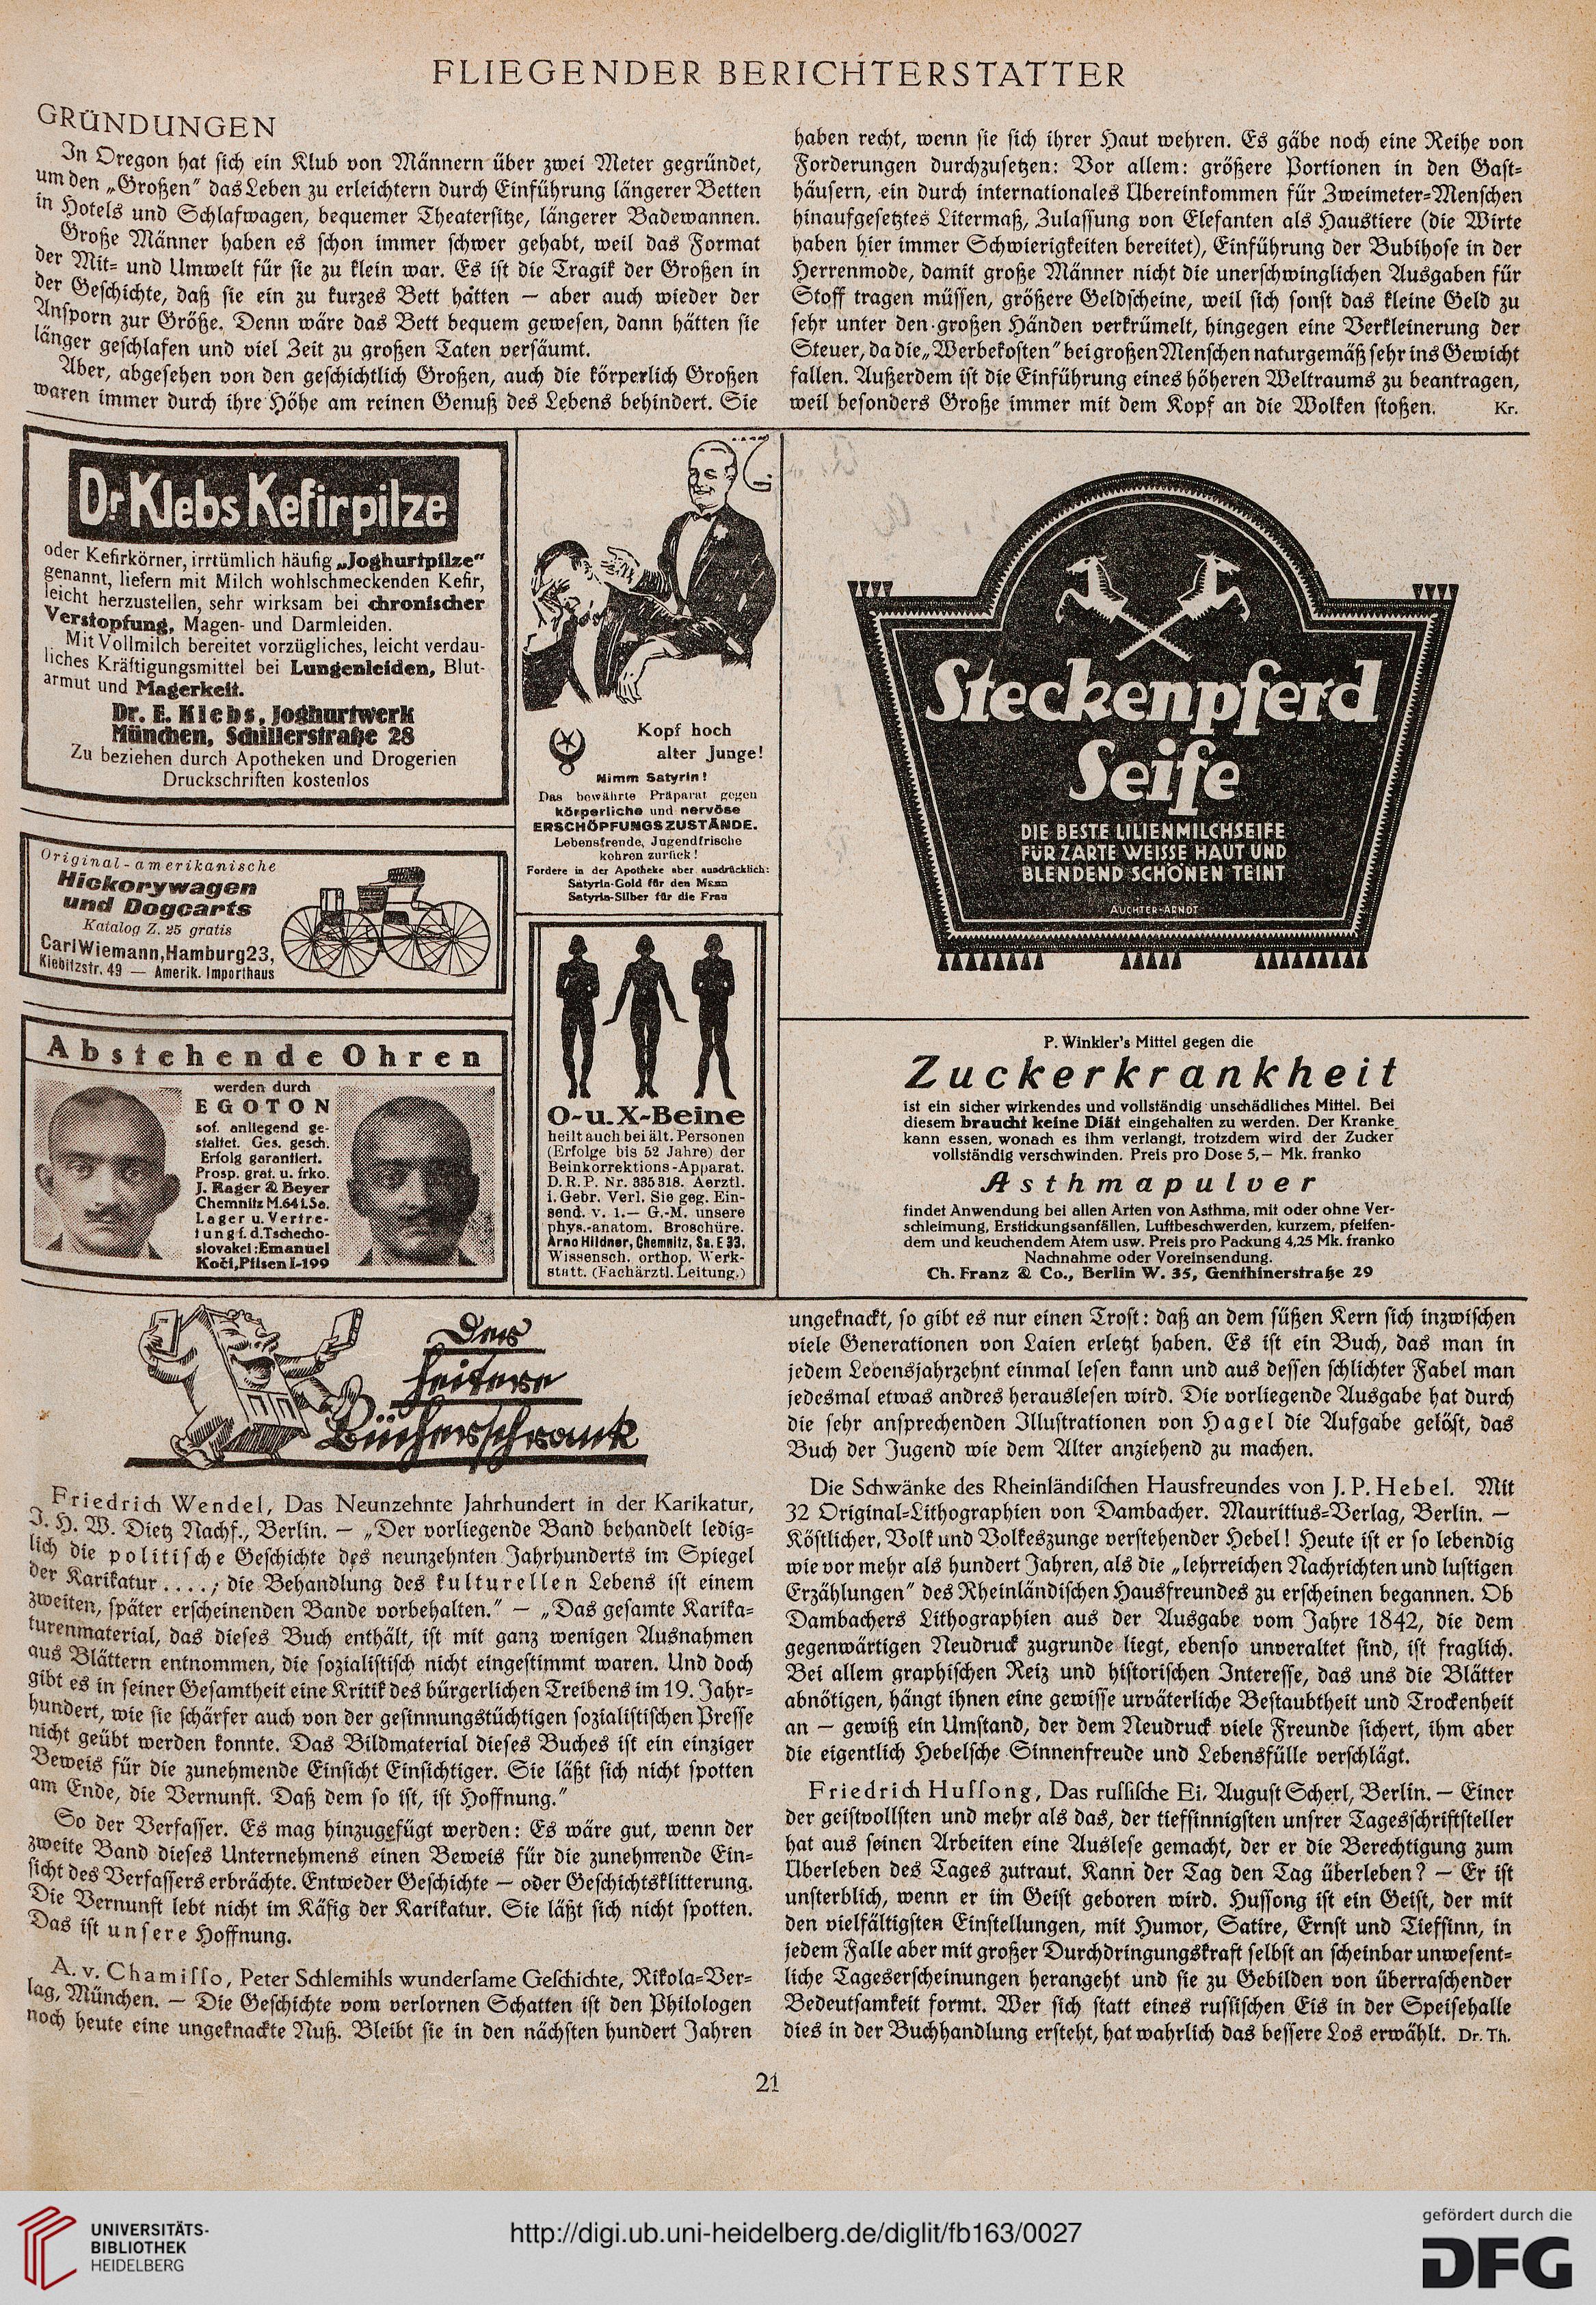 FLIEGENDER BERICHTERSTATTER
GRÜNDUNGEN
In Oregon hat sich ein Klub von Männern über zwei Meter gegründet,
um den „Großen" das Leben zu erleichtern durch Einführung längerer Betten
in Hotels und Schlafwagen, bequemer Theatersitze, längerer Badewannen.
Große Männer haben es schon immer schwer gehabt, weil das Format
der Mit- und Umwelt für sie zu klein war. Es ist die Tragik der Großen in
der Geschichte, daß sie ein zu kurzes Bett hätten — aber auch wieder der
Ansporn zur Größe. Denn wäre das Bett bequem gewesen, dann hätten sie
länger geschlafen und viel Zeit zu großen Taten versäumt.
Aber, abgesehen von den geschichtlich Großen, auch die körperlich Großen
waren immer durch ihre Höhe am reinen Genuß des Lebens behindert. Sie
haben recht, wenn sie sich ihrer Haut wehren. Es gäbe noch eine Reihe von
Forderungen durchzusetzen: Vor allem: größere Portionen in den Gast-
häusern, ein durch internationales Übereinkommen für Zweimeter-Menschen
hinaufgesetztes Litermaß, Zulassung von Elefanten als Haustiere (die Wirte
haben hier immer Schwierigkeiten bereitet), Einführung der Bubihose in der
Herrenmode, damit große Männer nicht die unerschwinglichen Ausgaben für
Stoff tragen müssen, größere Geldscheine, weil sich sonst das kleine Geld zu
sehr unter den großen Händen verkrümelt, hingegen eine Verkleinerung der
Steuer, da die „Werbekosten" bei großen Menschen naturgemäß sehr ins Gewicht
fallen. Außerdem ist die Einführung eines höheren Weltraums zu beantragen,
weil besonders Große immer mit dem Kopf an die Wolken stoßen. Kr.
Dr Klebs Kefirpilze
oder Kefirkörner, irrtümlich häufig „Joghurtpilze"
genannt, liefern mit Milch wohlschmeckenden Kefir,
leicht herzustellen, sehr wirksam bei chronischer
Verstopfung, Magen- und Darmleiden.
Mit Vollmilch bereitet vorzügliches, leicht verdau-
liches Kräftigungsmittel bei Lungenleiden, Blut-
armut und Magerkeit.
Dr. E. Klebs, Joghurtwerk
München, Schillerstraße 28
Zu beziehen durch Apotheken und Drogerien
Druckschriften kostenlos
Original-amerikanische
Hickorywagen
und Dogcarts
Katalog Z. 25 gratis
Carl Wiemann, Hamburg 23,
Kiebitzstr. 49 — Amerik. Importhaus
Abstehende Ohren
werden durch
EGOTON
sof. anliegend ge-
staltet. Ges. gesch.
Erfolg garantiert.
Prosp. grat. u. frko.
J. Rager & Beyer
Chemnitz M.64 i.Sa.
Lager u. Vertre-
tung f. d. Tschecho-
slovakei: Emanuel
Kočí, Pilsen I-199
Kopf hoch
alter Junge!
Nimm Satyrin!
Das bewährte Präparat gegen
körperliche und nervöse
ERSCHÖPFUNGSZUSTÄNDE.
Lebensfreude, Jugendfrische
kehren zurück!
Fordere in der Apotheke aber ausdrücklich:
Satyrin-Gold für den Mann
Satyrin-Silber für die Frau
O-u.X-Beine
heilt auch bei ält. Personen
(Erfolge bis 52 Jahre) der
Beinkorrektions-Apparat.
D.R.P. Nr. 335318. Aerztl.
i. Gebr. Verl. Sie geg. Ein-
send. v. 1.— G.-M. unsere
phys.-anatom. Broschüre.
Arno Hildner, Chemnitz, Sa. E 33,
Wissensch. orthop. Werk-
statt. (Fachärztl. Leitung.)
Steckenpferd
Seife
DIE BESTE LILIENMILCHSEIFE
FÜR ZARTE WEISSE HAUT UND
BLENDEND SCHÖNEN TEINT
AUCHTER-ARNDT
P. Winkler's Mittel gegen die
Zuckerkrankheit
ist ein sicher wirkendes und vollständig unschädliches Mittel. Bei
diesem braucht keine Diät eingehalten zu werden. Der Kranke
kann essen, wonach es ihm verlangt, trotzdem wird der Zucker
vollständig verschwinden. Preis pro Dose 5,— Mk. franko
Asthmapulver
findet Anwendung bei allen Arten von Asthma, mit oder ohne Ver-
schleimung, Erstickungsanfällen, Luftbeschwerden, kurzem, pfeifen-
dem und keuchendem Atem usw. Preis pro Packung 4,25 Mk. franko
Nachnahme oder Voreinsendung.
Ch. Franz & Co., Berlin W. 35, Genthinerstraße 29
Der
heitere
Bücherschrank
Friedrich Wendel, Das Neunzehnte Jahrhundert in der Karikatur,
J. H. W. Dietz Nachf., Berlin. — „Der vorliegende Band behandelt ledig-
lich die politische Geschichte des neunzehnten Jahrhunderts im Spiegel
der Karikatur ....; die Behandlung des kulturellen Lebens ist einem
zweiten, später erscheinenden Bande vorbehalten." — „Das gesamte Karika-
turenmaterial, das dieses Buch enthält, ist mit ganz wenigen Ausnahmen
aus Blättern entnommen, die sozialistisch nicht eingestimmt waren. Und doch
gibt es in seiner Gesamtheit eine Kritik des bürgerlichen Treibens im 19. Jahr-
hundert, wie sie schärfer auch von der gesinnungstüchtigen sozialistischen Presse
nicht geübt werden konnte. Das Bildmaterial dieses Buches ist ein einziger
Beweis für die zunehmende Einsicht Einsichtiger. Sie läßt sich nicht spotten
am Ende, die Vernunft. Daß dem so ist, ist Hoffnung."
So der Verfasser. Es mag hinzugefügt werden: Es wäre gut, wenn der
zweite Band dieses Unternehmens einen Beweis für die zunehmende Ein-
sicht des Verfassers erbrächte. Entweder Geschichte — oder Geschichtsklitterung.
Die Vernunft lebt nicht im Käfig der Karikatur. Sie läßt sich nicht spotten.
Das ist unsere Hoffnung.
A. v. Chamisso, Peter Schlemihls wundersame Geschichte, Rikola-Ver-
lag, München. — Die Geschichte vom verlornen Schatten ist den Philologen
noch heute eine ungeknackte Nuß. Bleibt sie in den nächsten hundert Jahren
ungeknackt, so gibt es nur einen Trost: daß an dem süßen Kern sich inzwischen
viele Generationen von Laien erletzt haben. Es ist ein Buch, das man in
jedem Lebensjahrzehnt einmal lesen kann und aus dessen schlichter Fabel man
jedesmal etwas andres herauslesen wird. Die vorliegende Ausgabe hat durch
die sehr ansprechenden Illustrationen von Hagel die Aufgabe gelöst, das
Buch der Jugend wie dem Alter anziehend zu machen.
Die Schwänke des Rheinländischen Hausfreundes von J. P. Hebel. Mit
32 Original-Lithographien von Dambacher. Mauritius-Verlag, Berlin. —
Köstlicher, Volk und Volkeszunge verstehender Hebel! Heute ist er so lebendig
wie vor mehr als hundert Jahren, als die „lehrreichen Nachrichten und lustigen
Erzählungen" des Rheinländischen Hausfreundes zu erscheinen begannen. Ob
Dambachers Lithographien aus der Ausgabe vom Jahre 1842, die dem
gegenwärtigen Neudruck zugrunde liegt, ebenso unveraltet sind, ist fraglich.
Bei allem graphischen Reiz und historischen Interesse, das uns die Blätter
abnötigen, hängt ihnen eine gewisse urväterliche Bestaubtheit und Trockenheit
an — gewiß ein Umstand, der dem Neudruck viele Freunde sichert, ihm aber
die eigentlich Hebelsche Sinnenfreude und Lebensfülle verschlägt.
Friedrich Hussong, Das russische Ei, August Scherl, Berlin. — Einer
der geistvollsten und mehr als das, der tiefsinnigsten unsrer Tagesschriftsteller
hat aus seinen Arbeiten eine Auslese gemacht, der er die Berechtigung zum
Überleben des Tages zutraut. Kann der Tag den Tag überleben? — Er ist
unsterblich, wenn er im Geist geboren wird. Hussong ist ein Geist, der mit
den vielfältigsten Einstellungen, mit Humor, Satire, Ernst und Tiefsinn, in
jedem Falle aber mit großer Durchdringungskraft selbst an scheinbar unwesent-
liche Tageserscheinungen herangeht und sie zu Gebilden von überraschender
Bedeutsamkeit formt. Wer sich statt eines russischen Eis in der Speisehalle
dies in der Buchhandlung ersteht, hat wahrlich das bessere Los erwählt. Dr. Th.
21
UNIVERSITÄTS-
BIBLIOTHEK
HEIDELBERG
http://digi.ub.uni-heidelberg.de/diglit/fb163/0027
gefördert durch die
DFG